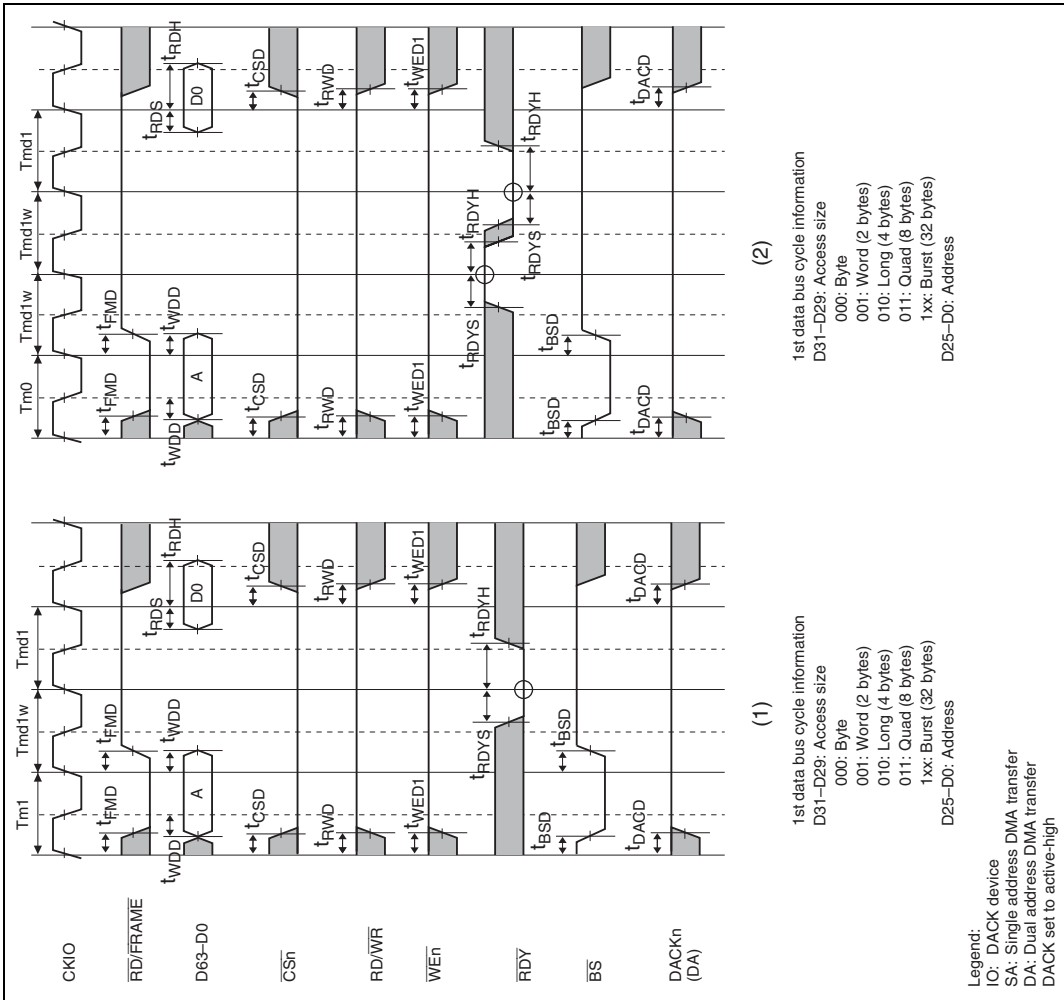 Tm1
Tmd1w
Tmd1
Tm0
Tmd1w
Tmd1w
Tmd1
CKIO
RD/FRAME
tFMD
tFMD
tFMD
tFMD
D63–D0
tWDD
tWDD
A
tRDS
tRDH
D0
tWDD
tWDD
A
tRDS
tRDH
D0
CSn
tCSD
tCSD
tCSD
tCSD
RD/WR
tRWD
tRWD
tRWD
tRWD
WEn
tWED1
tWED1
tWED1
tWED1
RDY
tRDYS
tRDYH
tRDYS
tRDYH
tRDYS
tRDYH
BS
tBSD
tBSD
tBSD
tBSD
DACKn
(DA)
tDACD
tDACD
tDACD
tDACD
(1)
1st data bus cycle information
D31–D29: Access size
000: Byte
001: Word (2 bytes)
010: Long (4 bytes)
011: Quad (8 bytes)
1xx: Burst (32 bytes)
D25–D0: Address
(2)
1st data bus cycle information
D31–D29: Access size
000: Byte
001: Word (2 bytes)
010: Long (4 bytes)
011: Quad (8 bytes)
1xx: Burst (32 bytes)
D25–D0: Address
Legend:
IO: DACK device
SA: Single address DMA transfer
DA: Dual address DMA transfer
DACK set to active-high